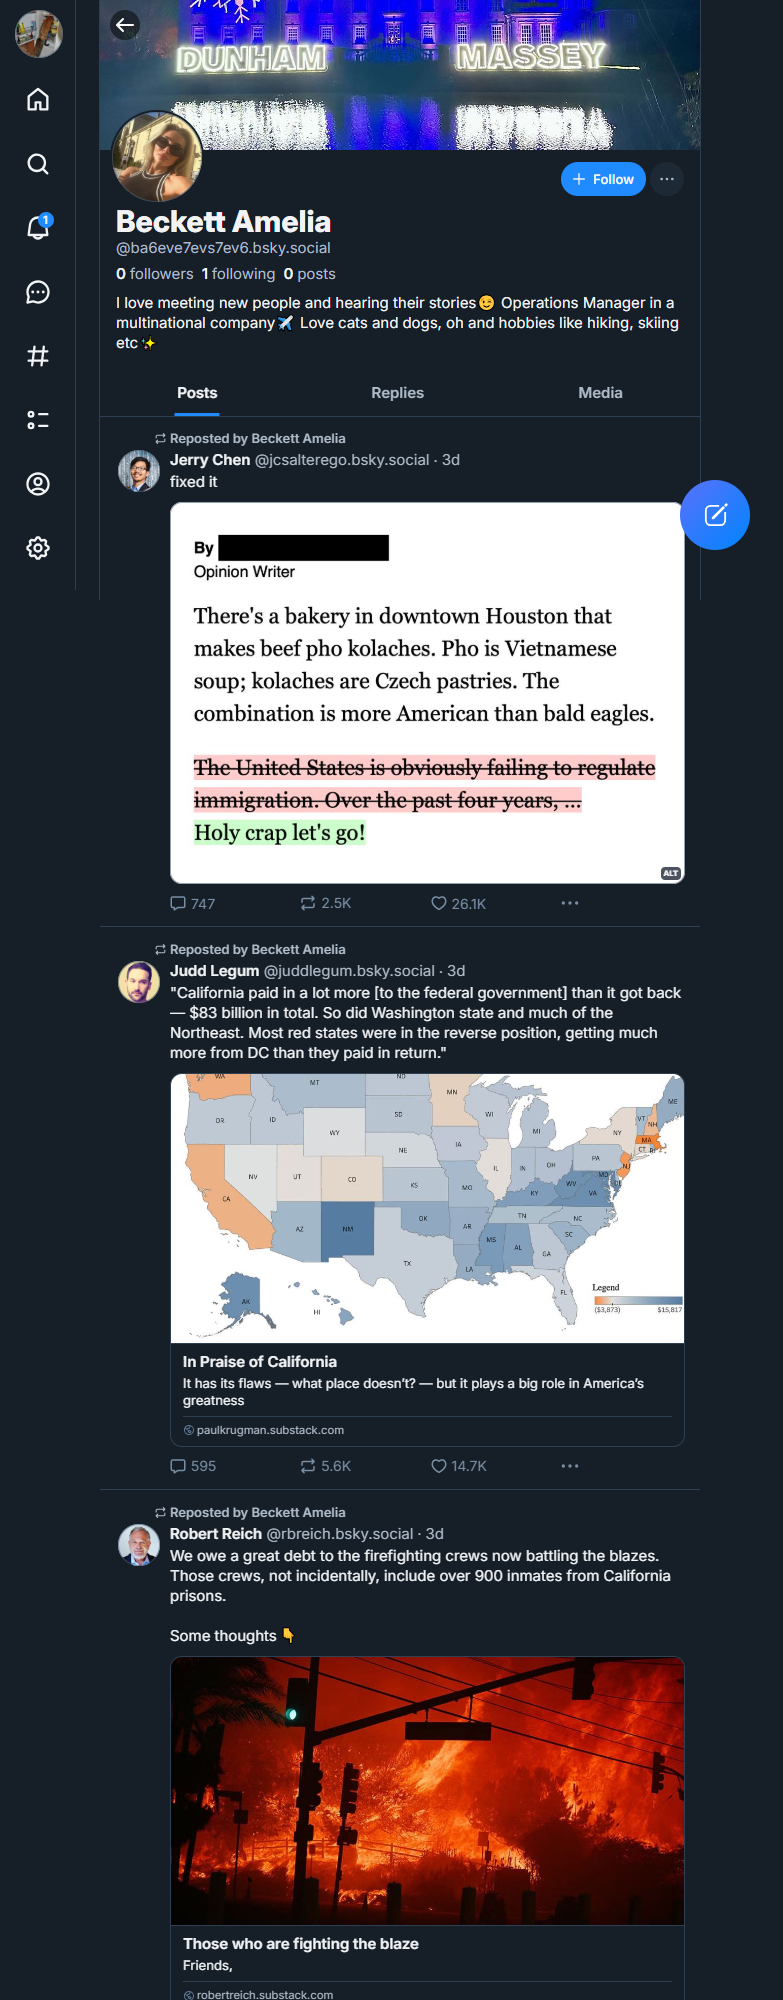 DUNHAM MASSEY
+ Follow
Beckett Amelia
@ba6eve7evs7ev6.bsky.social
0 followers 1 following 0 posts
I love meeting new people and hearing their stories😉 Operations Manager in a
multinational company✈️ Love cats and dogs, oh and hobbies like hiking, skiing
etc✨
1
Posts Replies Media
Reposted by Beckett Amelia
Jerry Chen @jcsalterego.bsky.social · 3d
fixed it
By
Opinion Writer
There's a bakery in downtown Houston that
makes beef pho kolaches. Pho is Vietnamese
soup; kolaches are Czech pastries. The
combination is more American than bald eagles.
The United States is obviously failing to regulate
immigration. Over the past four years, ...
Holy crap let's go!
ALT
747 2.5K 26.1K
Reposted by Beckett Amelia
Judd Legum @juddlegum.bsky.social · 3d
"California paid in a lot more [to the federal government] than it got back
— $83 billion in total. So did Washington state and much of the
Northeast. Most red states were in the reverse position, getting much
more from DC than they paid in return."
WA MT ND MN ME
OR ID SD WI VT NH
WY MI NY MA
NE IA CT RI
NV UT CO IL IN OH PA NJ
CA KS MO KY WV VA MD
AZ NM OK AR TN NC
MS AL GA SC
TX LA FL
AK HI
Legend
($3,873) $15,817
In Praise of California
It has its flaws — what place doesn't? — but it plays a big role in America's
greatness
paulkrugman.substack.com
595 5.6K 14.7K
Reposted by Beckett Amelia
Robert Reich @rbreich.bsky.social · 3d
We owe a great debt to the firefighting crews now battling the blazes.
Those crews, not incidentally, include over 900 inmates from California
prisons.
Some thoughts 👇
Those who are fighting the blaze
Friends,
robertreich.substack.com